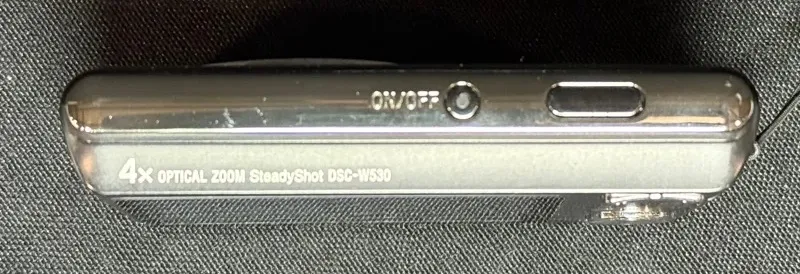 ON/OFF
4x OPTICAL ZOOM SteadyShot DSC-W530